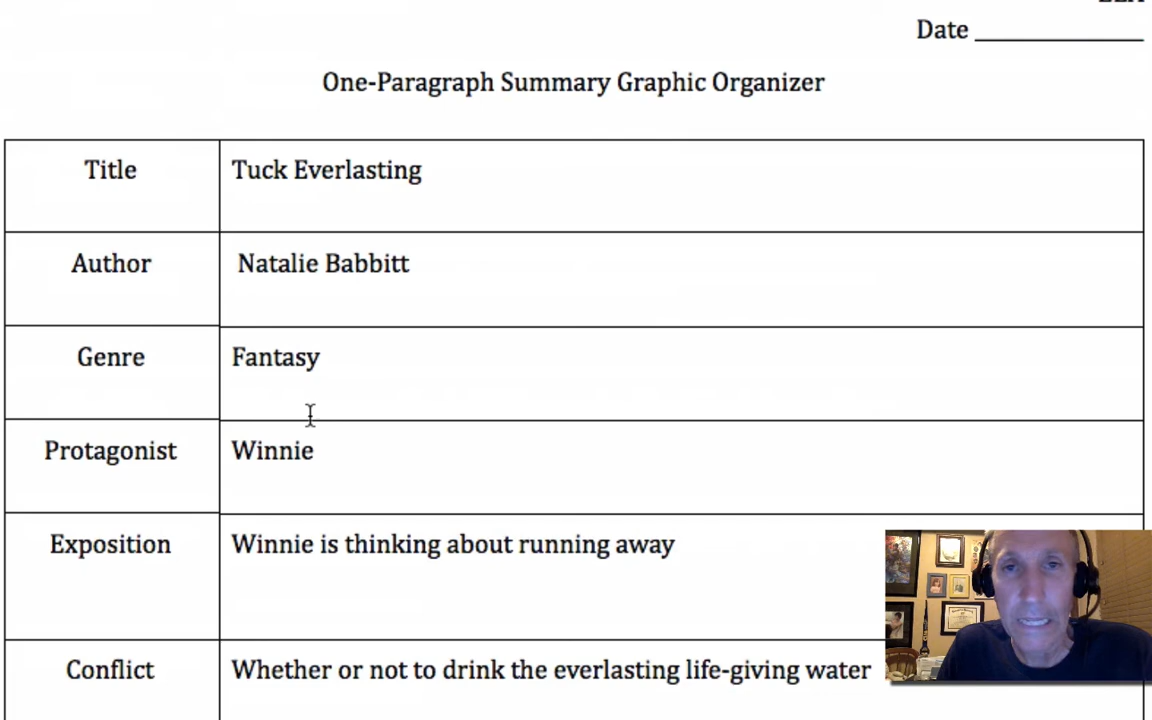 Date ____________
One-Paragraph Summary Graphic Organizer
Title Tuck Everlasting
Author Natalie Babbitt
Genre Fantasy
Protagonist Winnie
Exposition Winnie is thinking about running away
Conflict Whether or not to drink the everlasting life-giving water